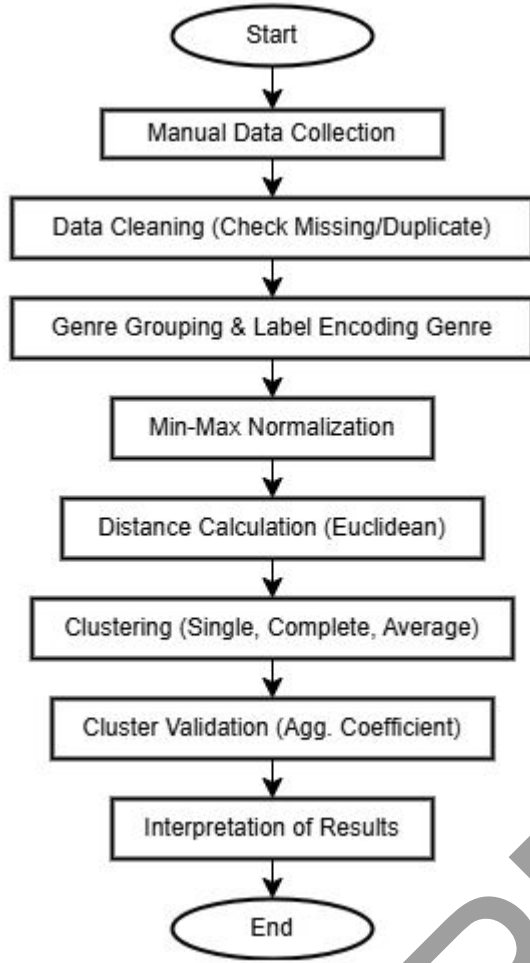 Start
Manual Data Collection
Data Cleaning (Check Missing/Duplicate)
Genre Grouping & Label Encoding Genre
Min-Max Normalization
Distance Calculation (Euclidean)
Clustering (Single, Complete, Average)
Cluster Validation (Agg. Coefficient)
Interpretation of Results
End